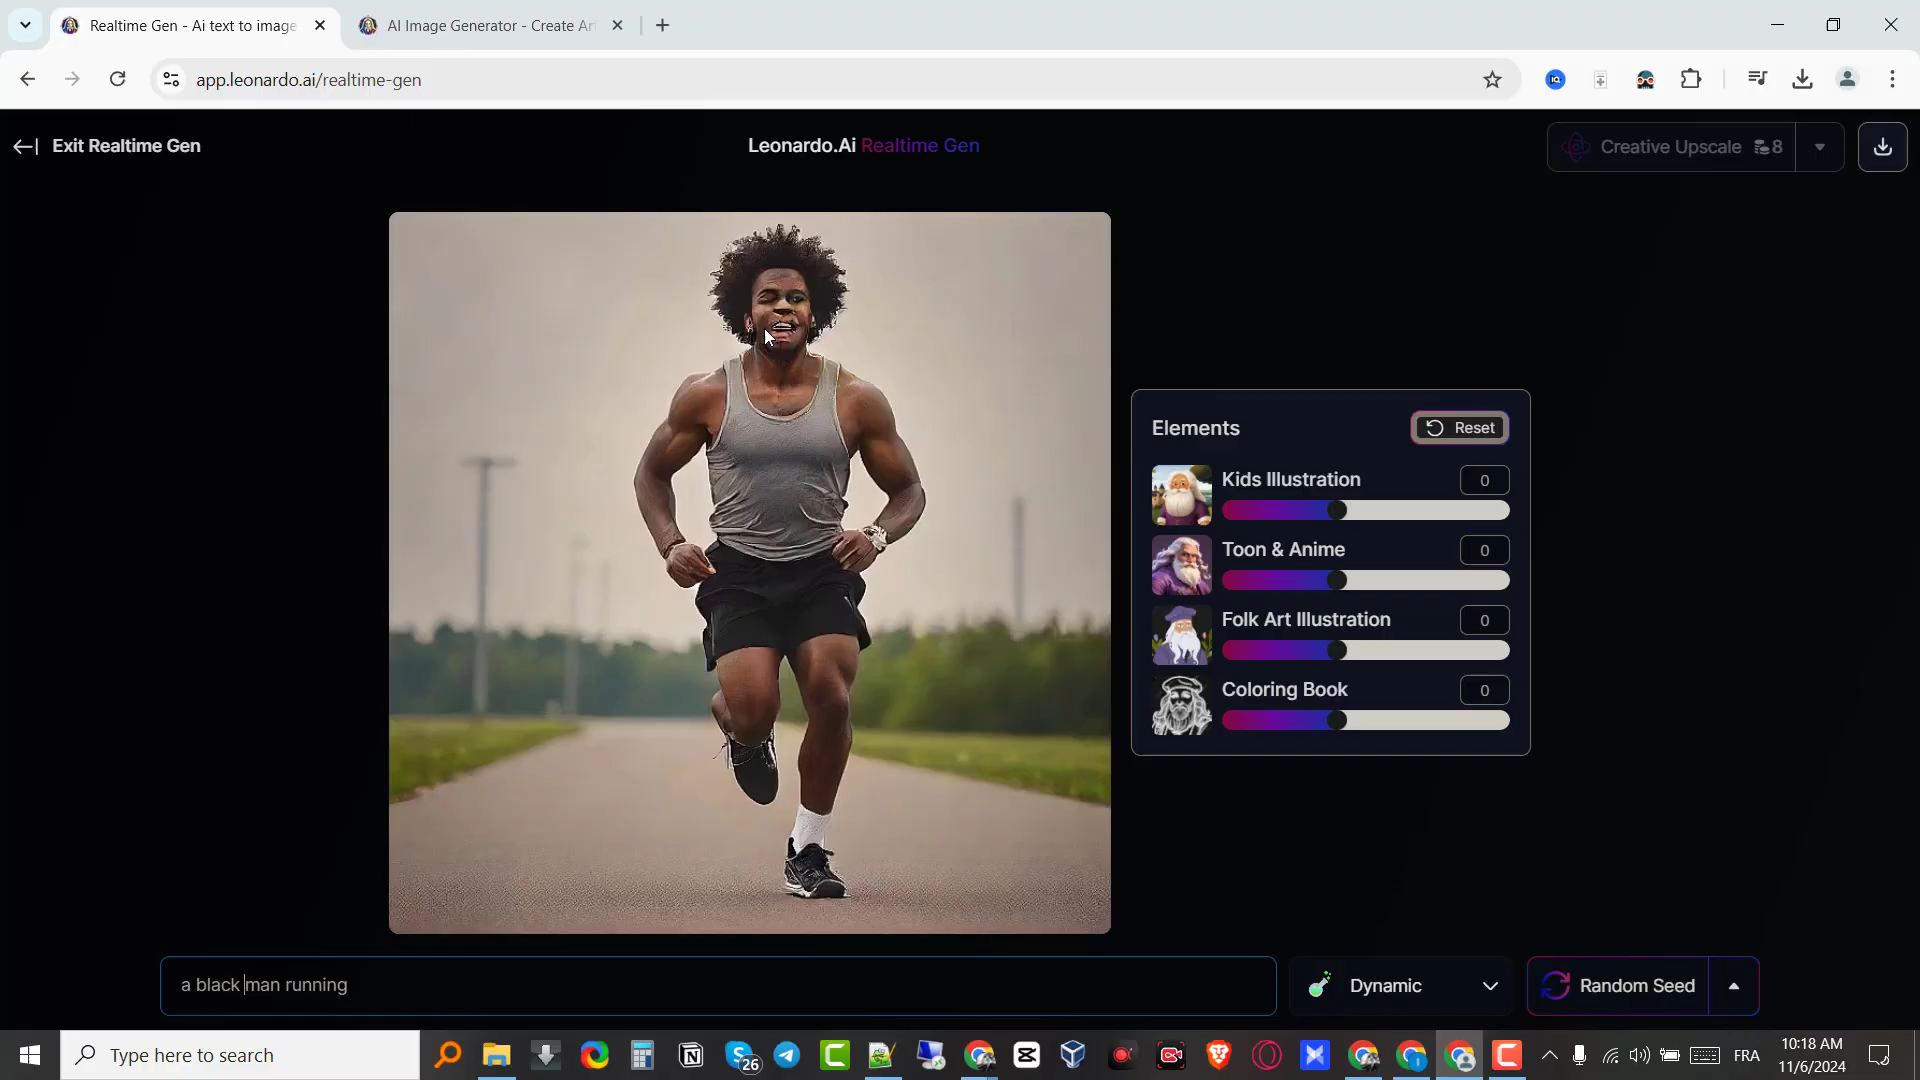 Realtime Gen - Ai text to image
AI Image Generator - Create Ar
app.leonardo.ai/realtime-gen
Exit Realtime Gen
Leonardo.Ai Realtime Gen
Creative Upscale 8
Elements
Reset
Kids Illustration 0
Toon & Anime 0
Folk Art Illustration 0
Coloring Book 0
a black man running
Dynamic
Random Seed
Type here to search
26
FRA
10:18 AM
11/6/2024